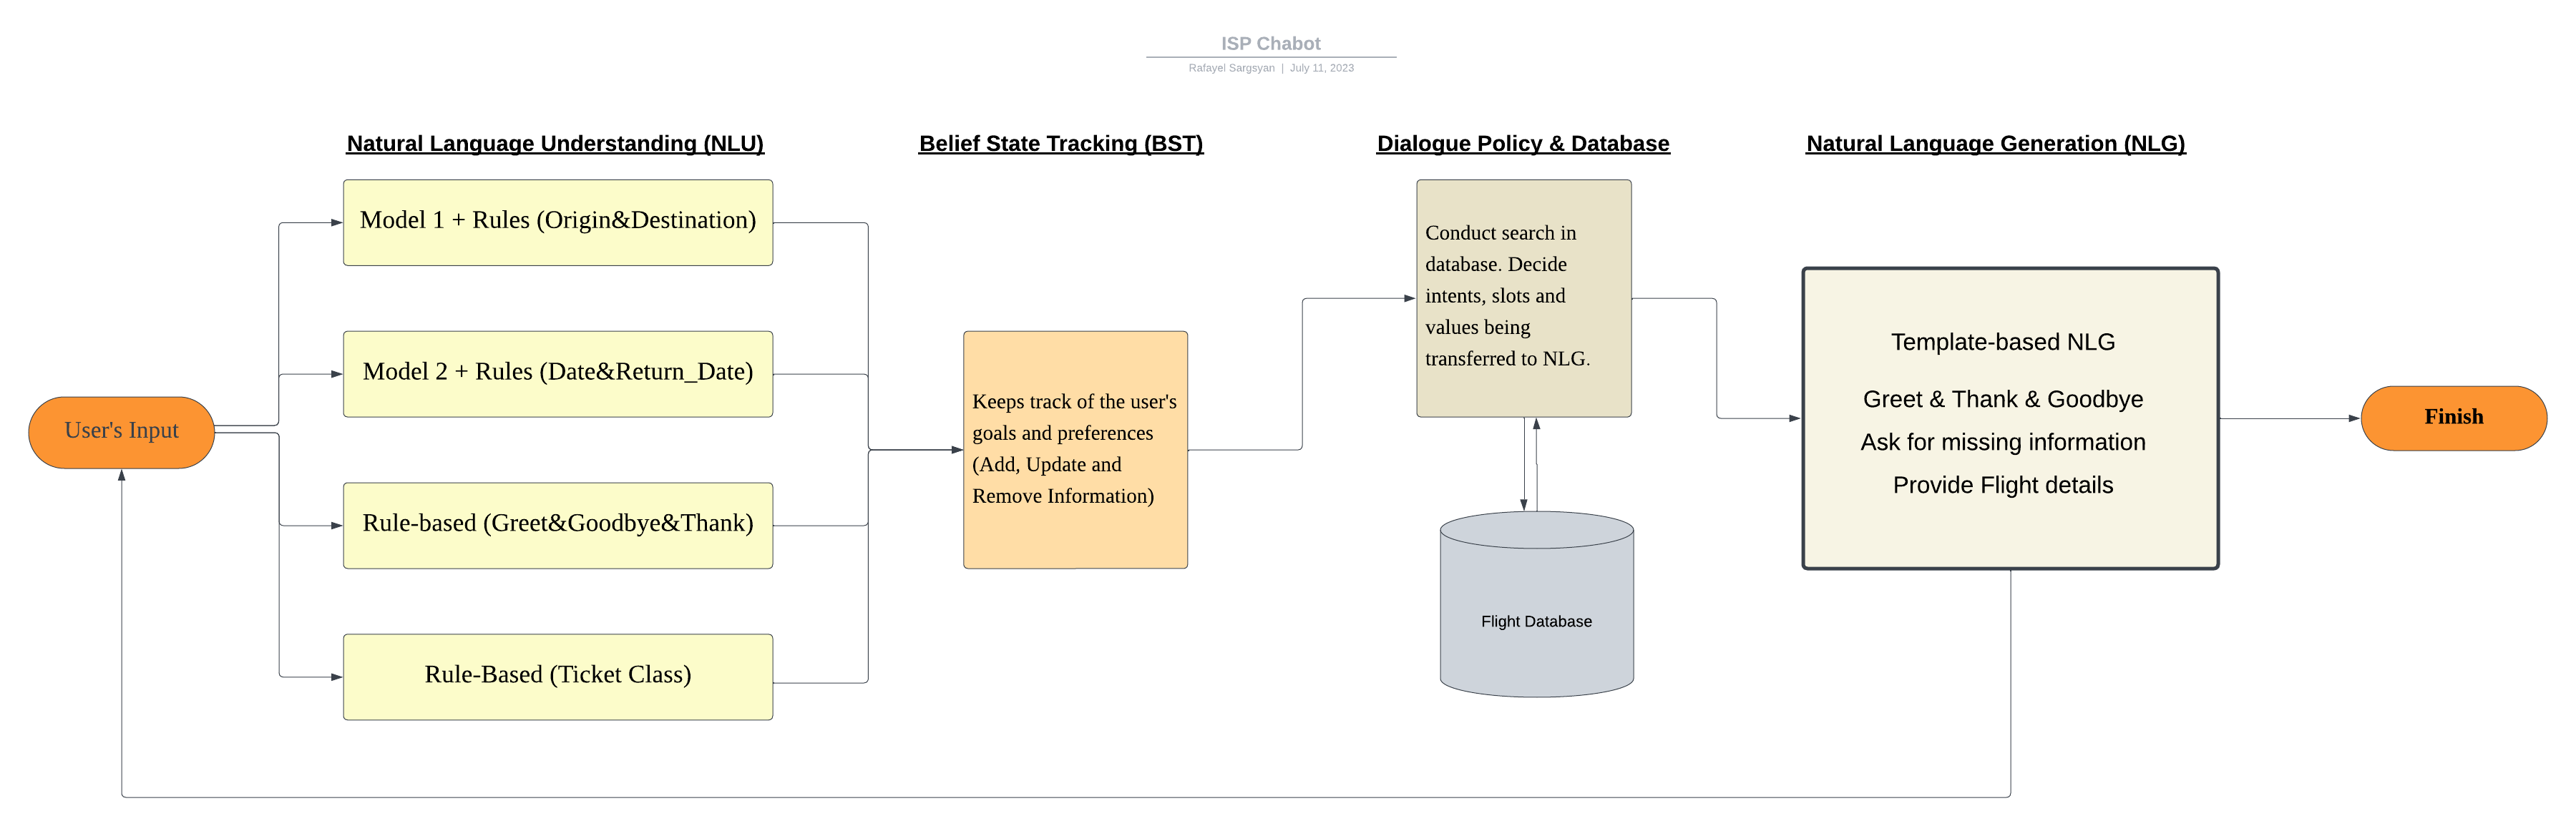 ISP Chabot
Rafayel Sargsyan | July 11, 2023
Natural Language Understanding (NLU)
Belief State Tracking (BST)
Dialogue Policy & Database
Natural Language Generation (NLG)
User's Input
Model 1 + Rules (Origin&Destination)
Model 2 + Rules (Date&Return_Date)
Rule-based (Greet&Goodbye&Thank)
Rule-Based (Ticket Class)
Keeps track of the user's
goals and preferences
(Add, Update and
Remove Information)
Conduct search in
database. Decide
intents, slots and
values being
transferred to NLG.
Flight Database
Template-based NLG
Greet & Thank & Goodbye
Ask for missing information
Provide Flight details
Finish